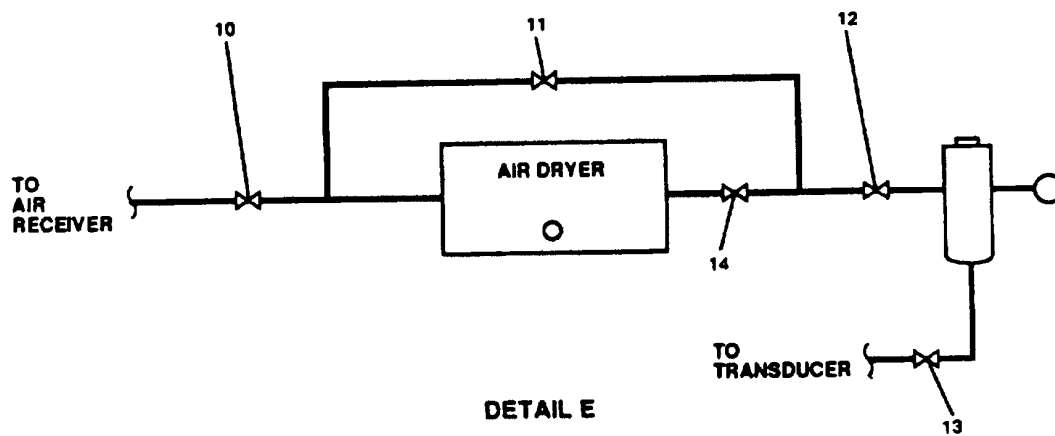 10
11
12
TO
AIR
RECEIVER
AIR DRYER
14
TO
TRANSDUCER
13
DETAIL E